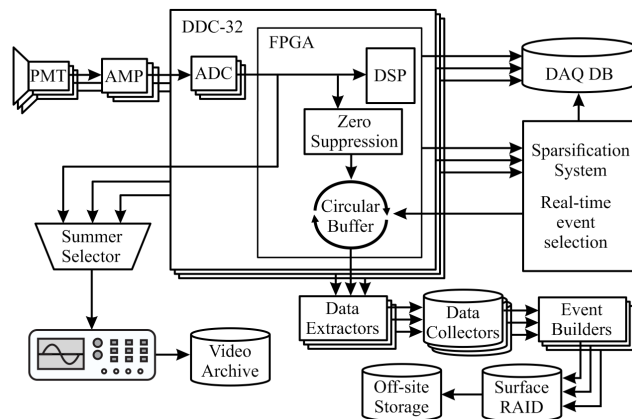 DDC-32
FPGA
PMT
AMP
ADC
DSP
DAQ DB
Zero
Suppression
Sparsification
System
Real-time
event
selection
Circular
Buffer
Summer
Selector
Data
Extractors
Data
Collectors
Event
Builders
Video
Archive
Off-site
Storage
Surface
RAID